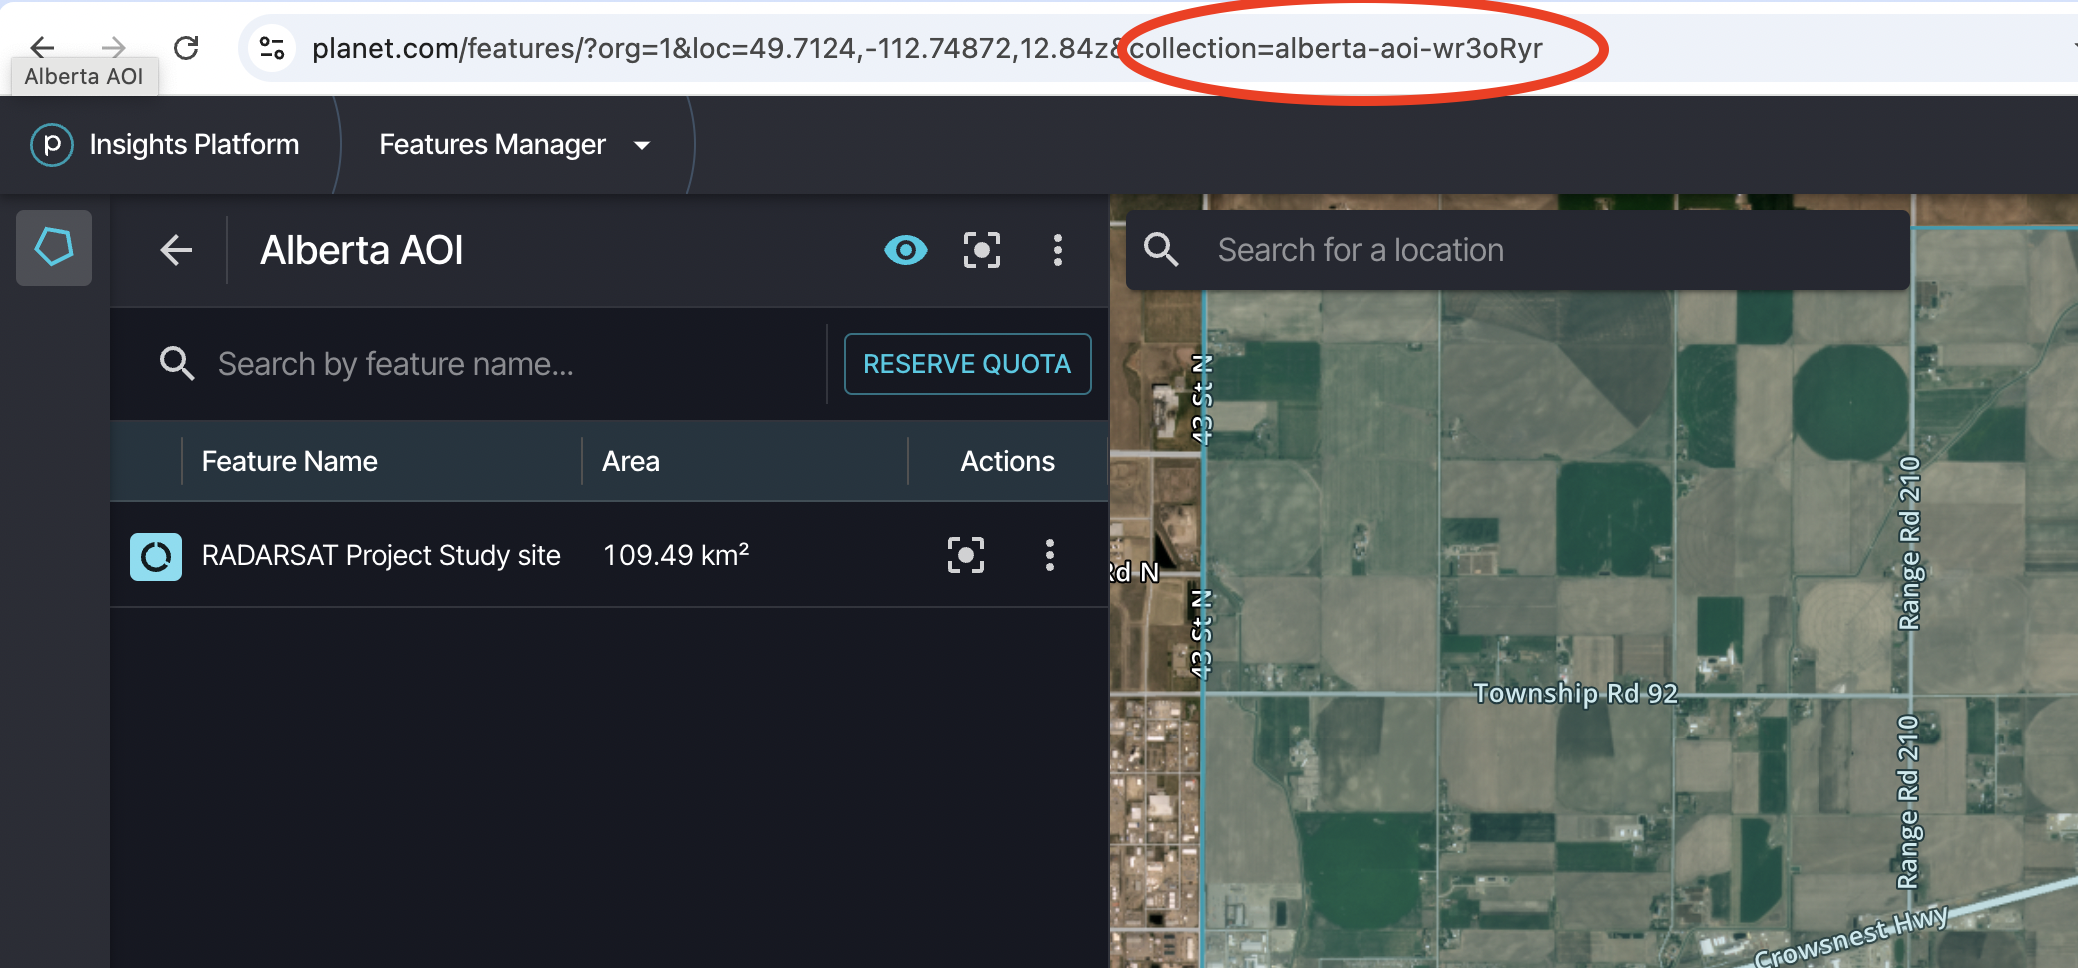 planet.com/features/?org=1&loc=49.7124,-112.74872,12.84z&collection=alberta-aoi-wr3oRyr
Alberta AOI
Insights Platform
Features Manager
Alberta AOI
Search for a location
Search by feature name...
RESERVE QUOTA
Feature Name
Area
Actions
RADARSAT Project Study site
109.49 km²
43 St N
Rd N
43 St N
Range Rd 210
Township Rd 92
Range Rd 210
Crowsnest Hwy